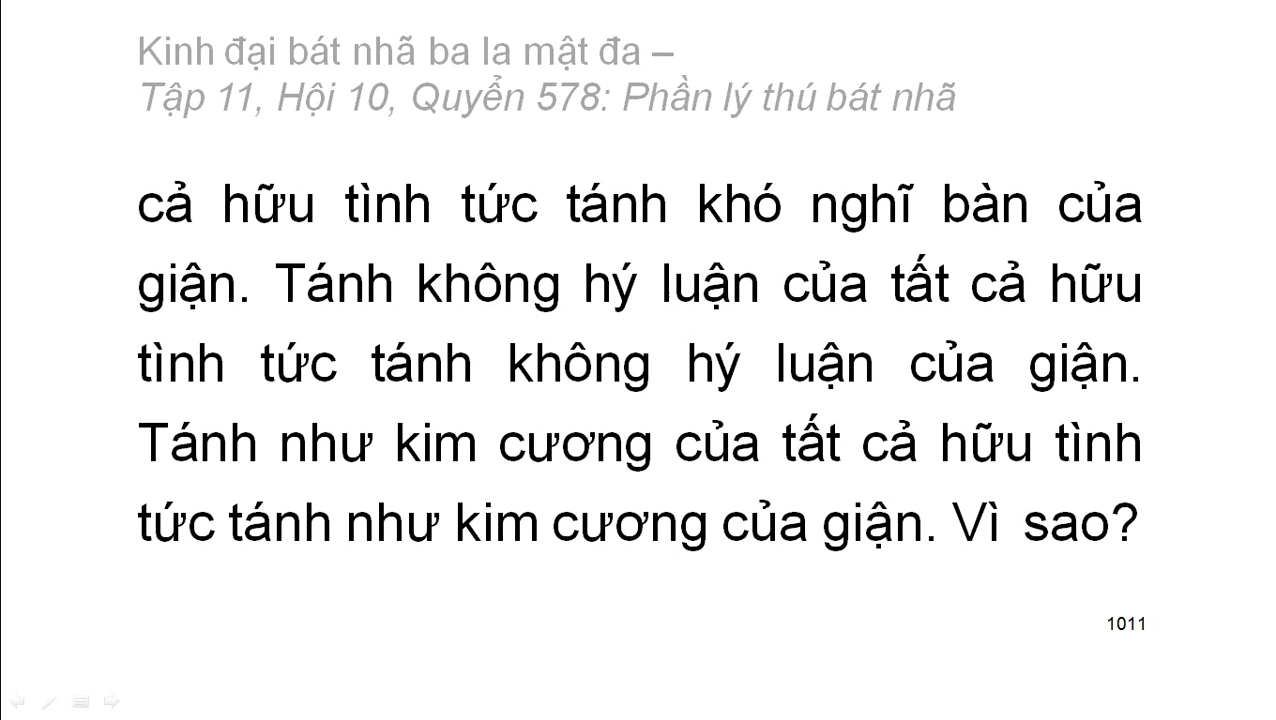 Kinh đại bát nhã ba la mật đa –
Tập 11, Hội 10, Quyển 578: Phần lý thú bát nhã
cả hữu tình tức tánh khó nghĩ bàn của
giận. Tánh không hý luận của tất cả hữu
tình tức tánh không hý luận của giận.
Tánh như kim cương của tất cả hữu tình
tức tánh như kim cương của giận. Vì sao?
1011